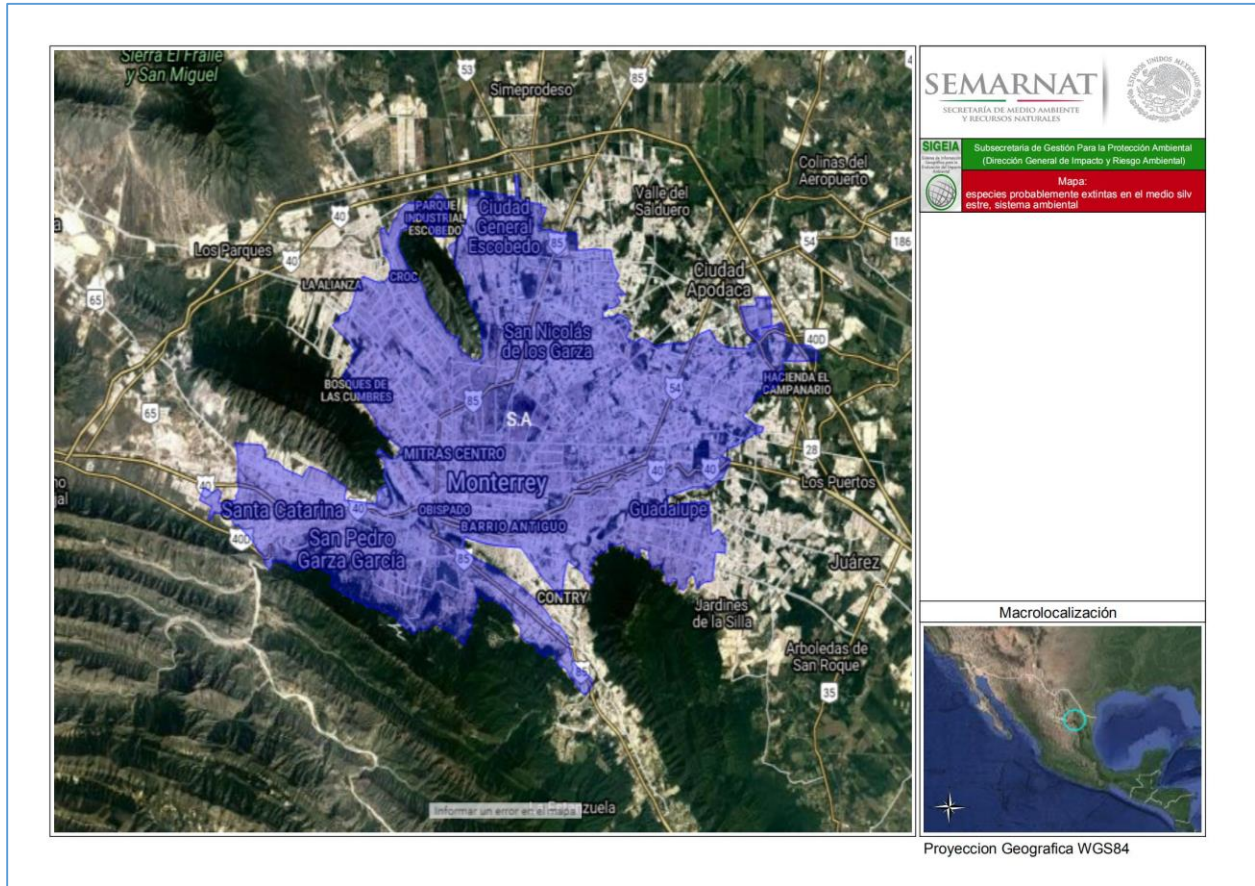 Sierra El Fraile
y San Miguel
53
85
Simeprodeso
Colinas del
Aeropuerto
PARQUE
INDUSTRIAL
ESCOBEDO
Ciudad
General
Escobedo
Valle del
Salduero
40
40
85
54
186
Los Parques
LA ALIANZA
CROC
Ciudad
Apodaca
65
San Nicolás
de los Garza
40D
BOSQUES DE
LAS CUMBRES
HACIENDA EL
CAMPANARIO
54
85
65
S.A
MITRAS CENTRO
28
40
40
Monterrey
Los Puertos
40
Santa Catarina
40
OBISPADO
Guadalupe
BARRIO ANTIGUO
40D
San Pedro
Garza García
85
Juárez
CONTRY
Jardines
de la Silla
Arboledas de
San Roque
85
35
Informar un error en el mapa
SEMARNAT
SECRETARÍA DE MEDIO AMBIENTE
Y RECURSOS NATURALES
ESTADOS UNIDOS MEXICANOS
SIGEIA
Subsecretaria de Gestión Para la Protección Ambiental
(Dirección General de Impacto y Riesgo Ambiental)
Mapa:
especies probablemente extintas en el medio silv
estre, sistema ambiental
Macrolocalización
Proyeccion Geografica WGS84